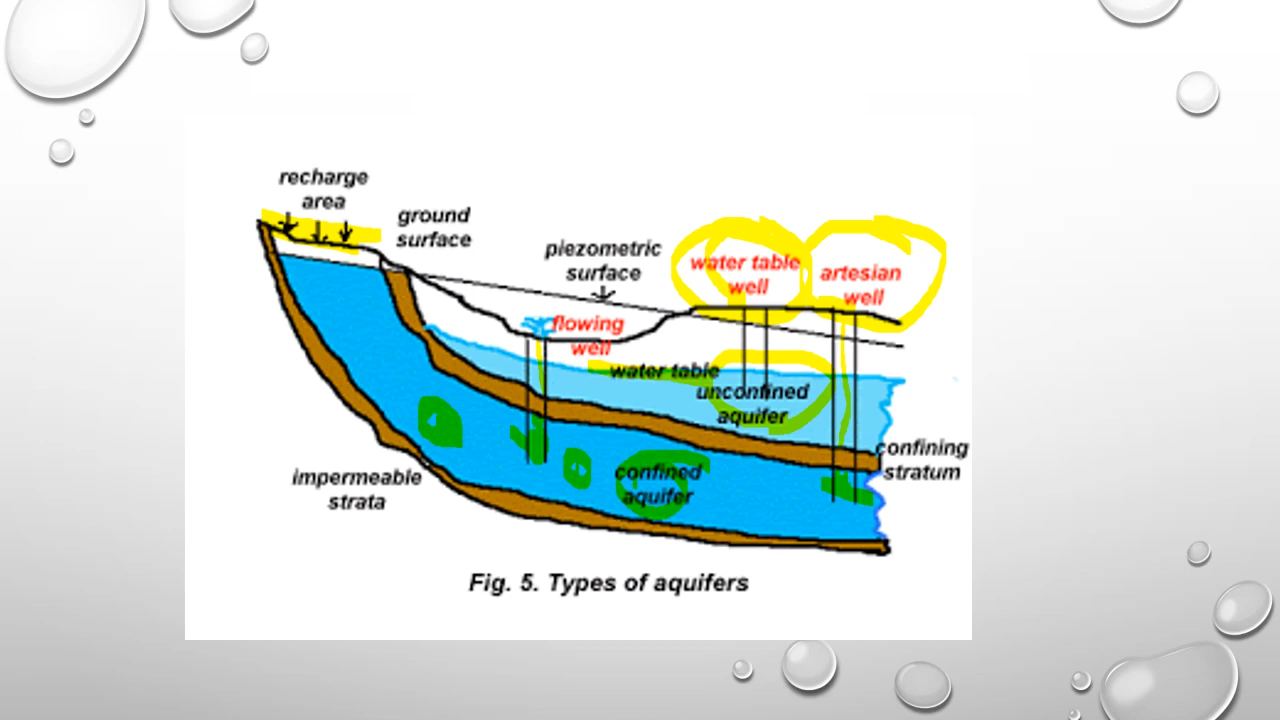 recharge
area
ground
surface
piezometric
surface
water table
well
artesian
well
flowing
well
water table
unconfined
aquifer
confining
stratum
confined
aquifer
impermeable
strata
Fig. 5. Types of aquifers